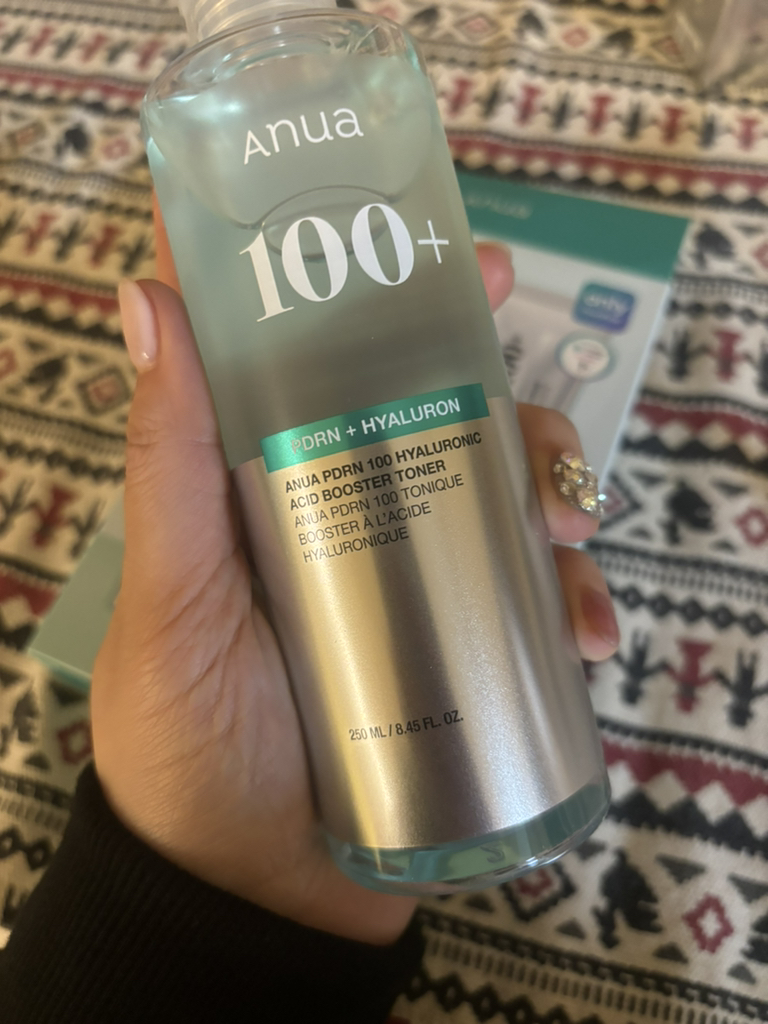 Anua
100+
PDRN + HYALURON
ANUA PDRN 100 HYALURONIC
ACID BOOSTER TONER
ANUA PDRN 100 TONIQUE
BOOSTER À L'ACIDE
HYALURONIQUE
250 ML / 8.45 FL. OZ.